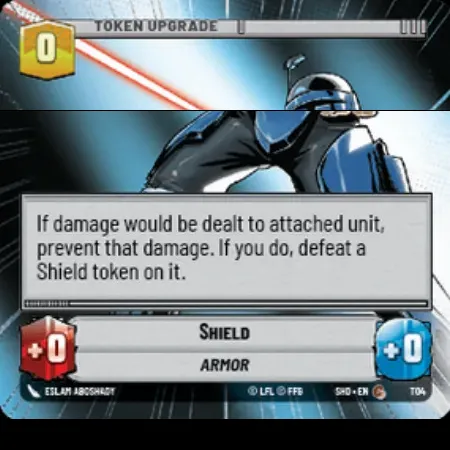 TOKEN UPGRADE
0
If damage would be dealt to attached unit,
prevent that damage. If you do, defeat a
Shield token on it.
+0
SHIELD
+0
ARMOR
ESLAM ABOSHADY © LFL © FFG SHD • EN T04